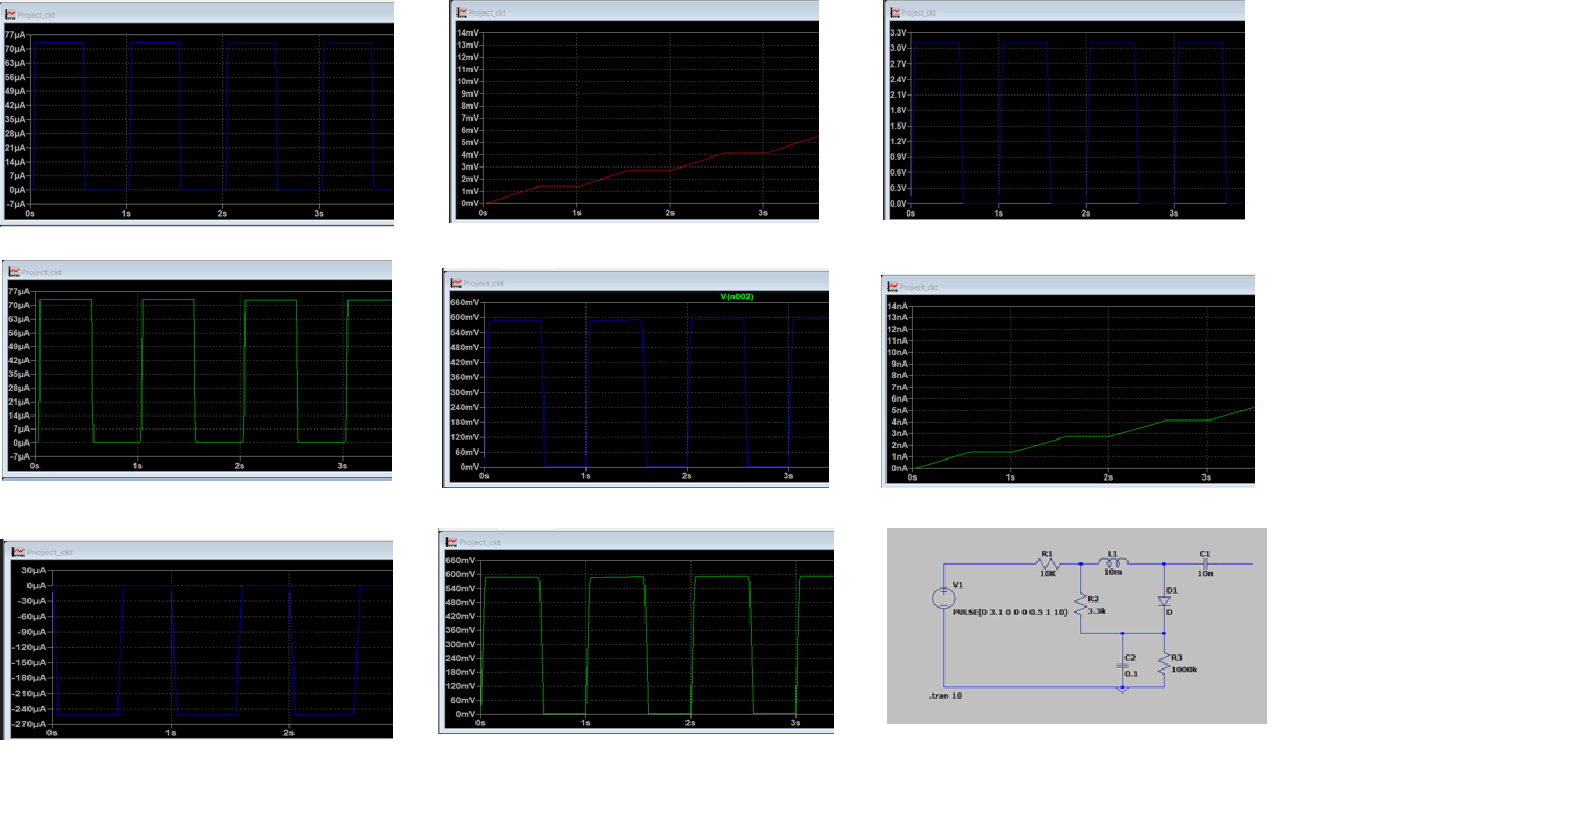 Project_ckt
77µA
70µA
63µA
56µA
49µA
42µA
35µA
28µA
21µA
14µA
7µA
0µA
-7µA
0s 1s 2s 3s
Project_ckt
14mV
13mV
12mV
11mV
10mV
9mV
8mV
7mV
6mV
5mV
4mV
3mV
2mV
1mV
0mV
0s 1s 2s 3s
Project_ckt
3.3V
3.0V
2.7V
2.4V
2.1V
1.8V
1.5V
1.2V
0.9V
0.6V
0.3V
0.0V
0s 1s 2s 3s
Project_ckt
77µA
70µA
63µA
56µA
49µA
42µA
35µA
28µA
21µA
14µA
7µA
0µA
-7µA
0s 1s 2s 3s
Project_ckt
V(n002)
660mV
600mV
540mV
480mV
420mV
360mV
300mV
240mV
180mV
120mV
60mV
0mV
0s 1s 2s 3s
Project_ckt
14nA
13nA
12nA
11nA
10nA
9nA
8nA
7nA
6nA
5nA
4nA
3nA
2nA
1nA
0nA
0s 1s 2s 3s
Project_ckt
30µA
0µA
-30µA
-60µA
-90µA
-120µA
-150µA
-180µA
-210µA
-240µA
-270µA
0s 1s 2s
Project_ckt
660mV
600mV
540mV
480mV
420mV
360mV
300mV
240mV
180mV
120mV
60mV
0mV
0s 1s 2s 3s
R1 L1 C1
10K 10m 10m
V1
D1
R2
PULSE(0 3.1 0 0 0 0.5 1 10) 3.3k D
C2 R3
0.1 1000k
.tran 10